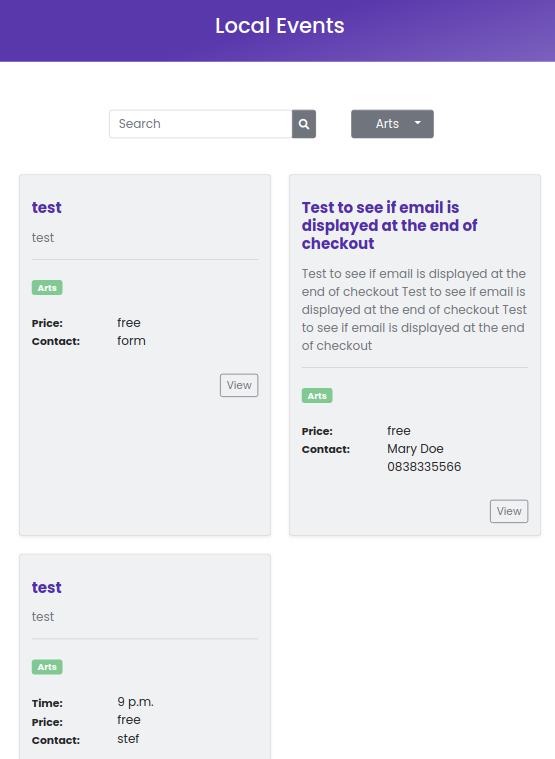 Local Events
Search
Arts
test
test
Arts
Price: free
Contact: form
View
Test to see if email is
displayed at the end of
checkout
Test to see if email is displayed at the
end of checkout Test to see if email is
displayed at the end of checkout Test
to see if email is displayed at the end
of checkout
Arts
Price: free
Contact: Mary Doe
0838335566
View
test
test
Arts
Time: 9 p.m.
Price: free
Contact: stef